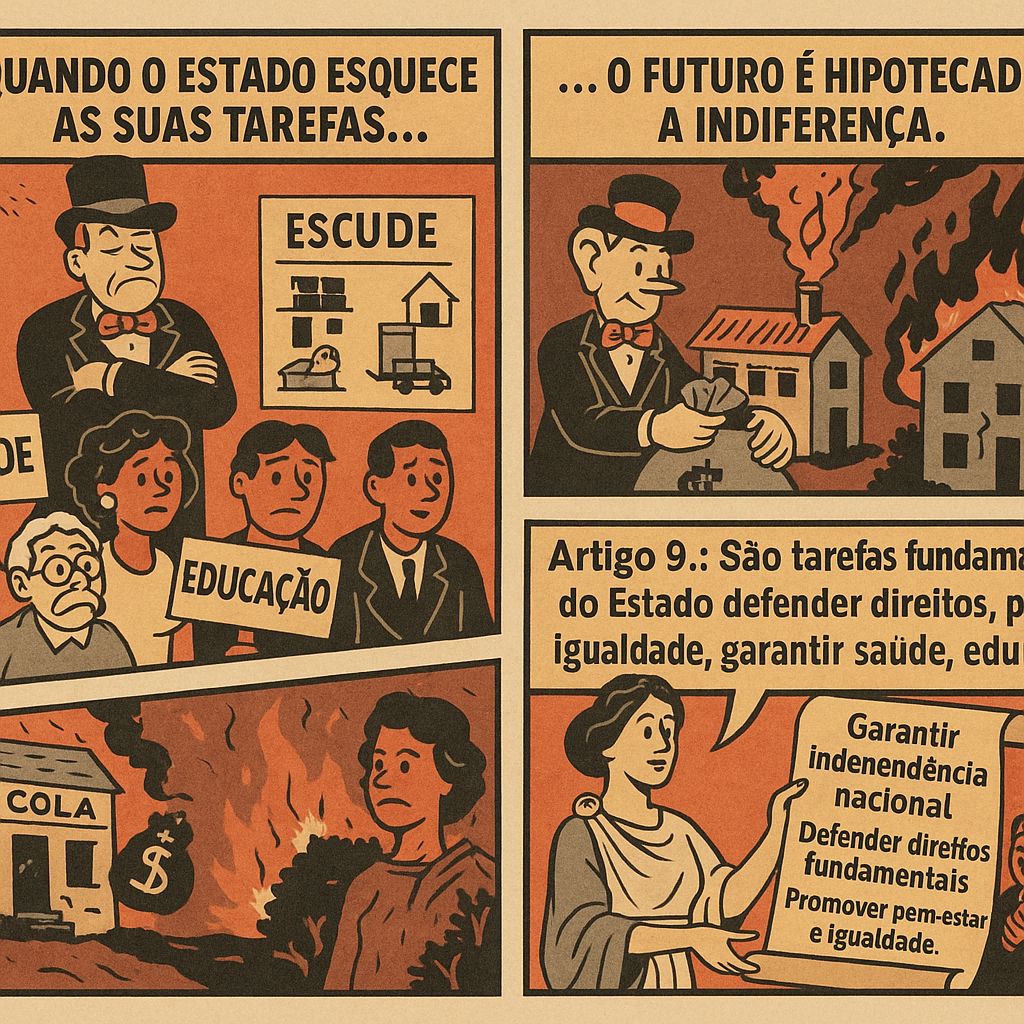 QUANDO O ESTADO ESQUECE
AS SUAS TAREFAS...
ESCUDE
DE
EDUCAÇÃO
...O FUTURO É HIPOTECAD
A INDIFERENÇA.
COLA
$
Artigo 9.: São tarefas fundama
do Estado defender direitos, p
igualdade, garantir saüde, edu
Garantir
indenendência
nacional
Defender direffos
fundamentais
Promover pem-estar
e igualdade.